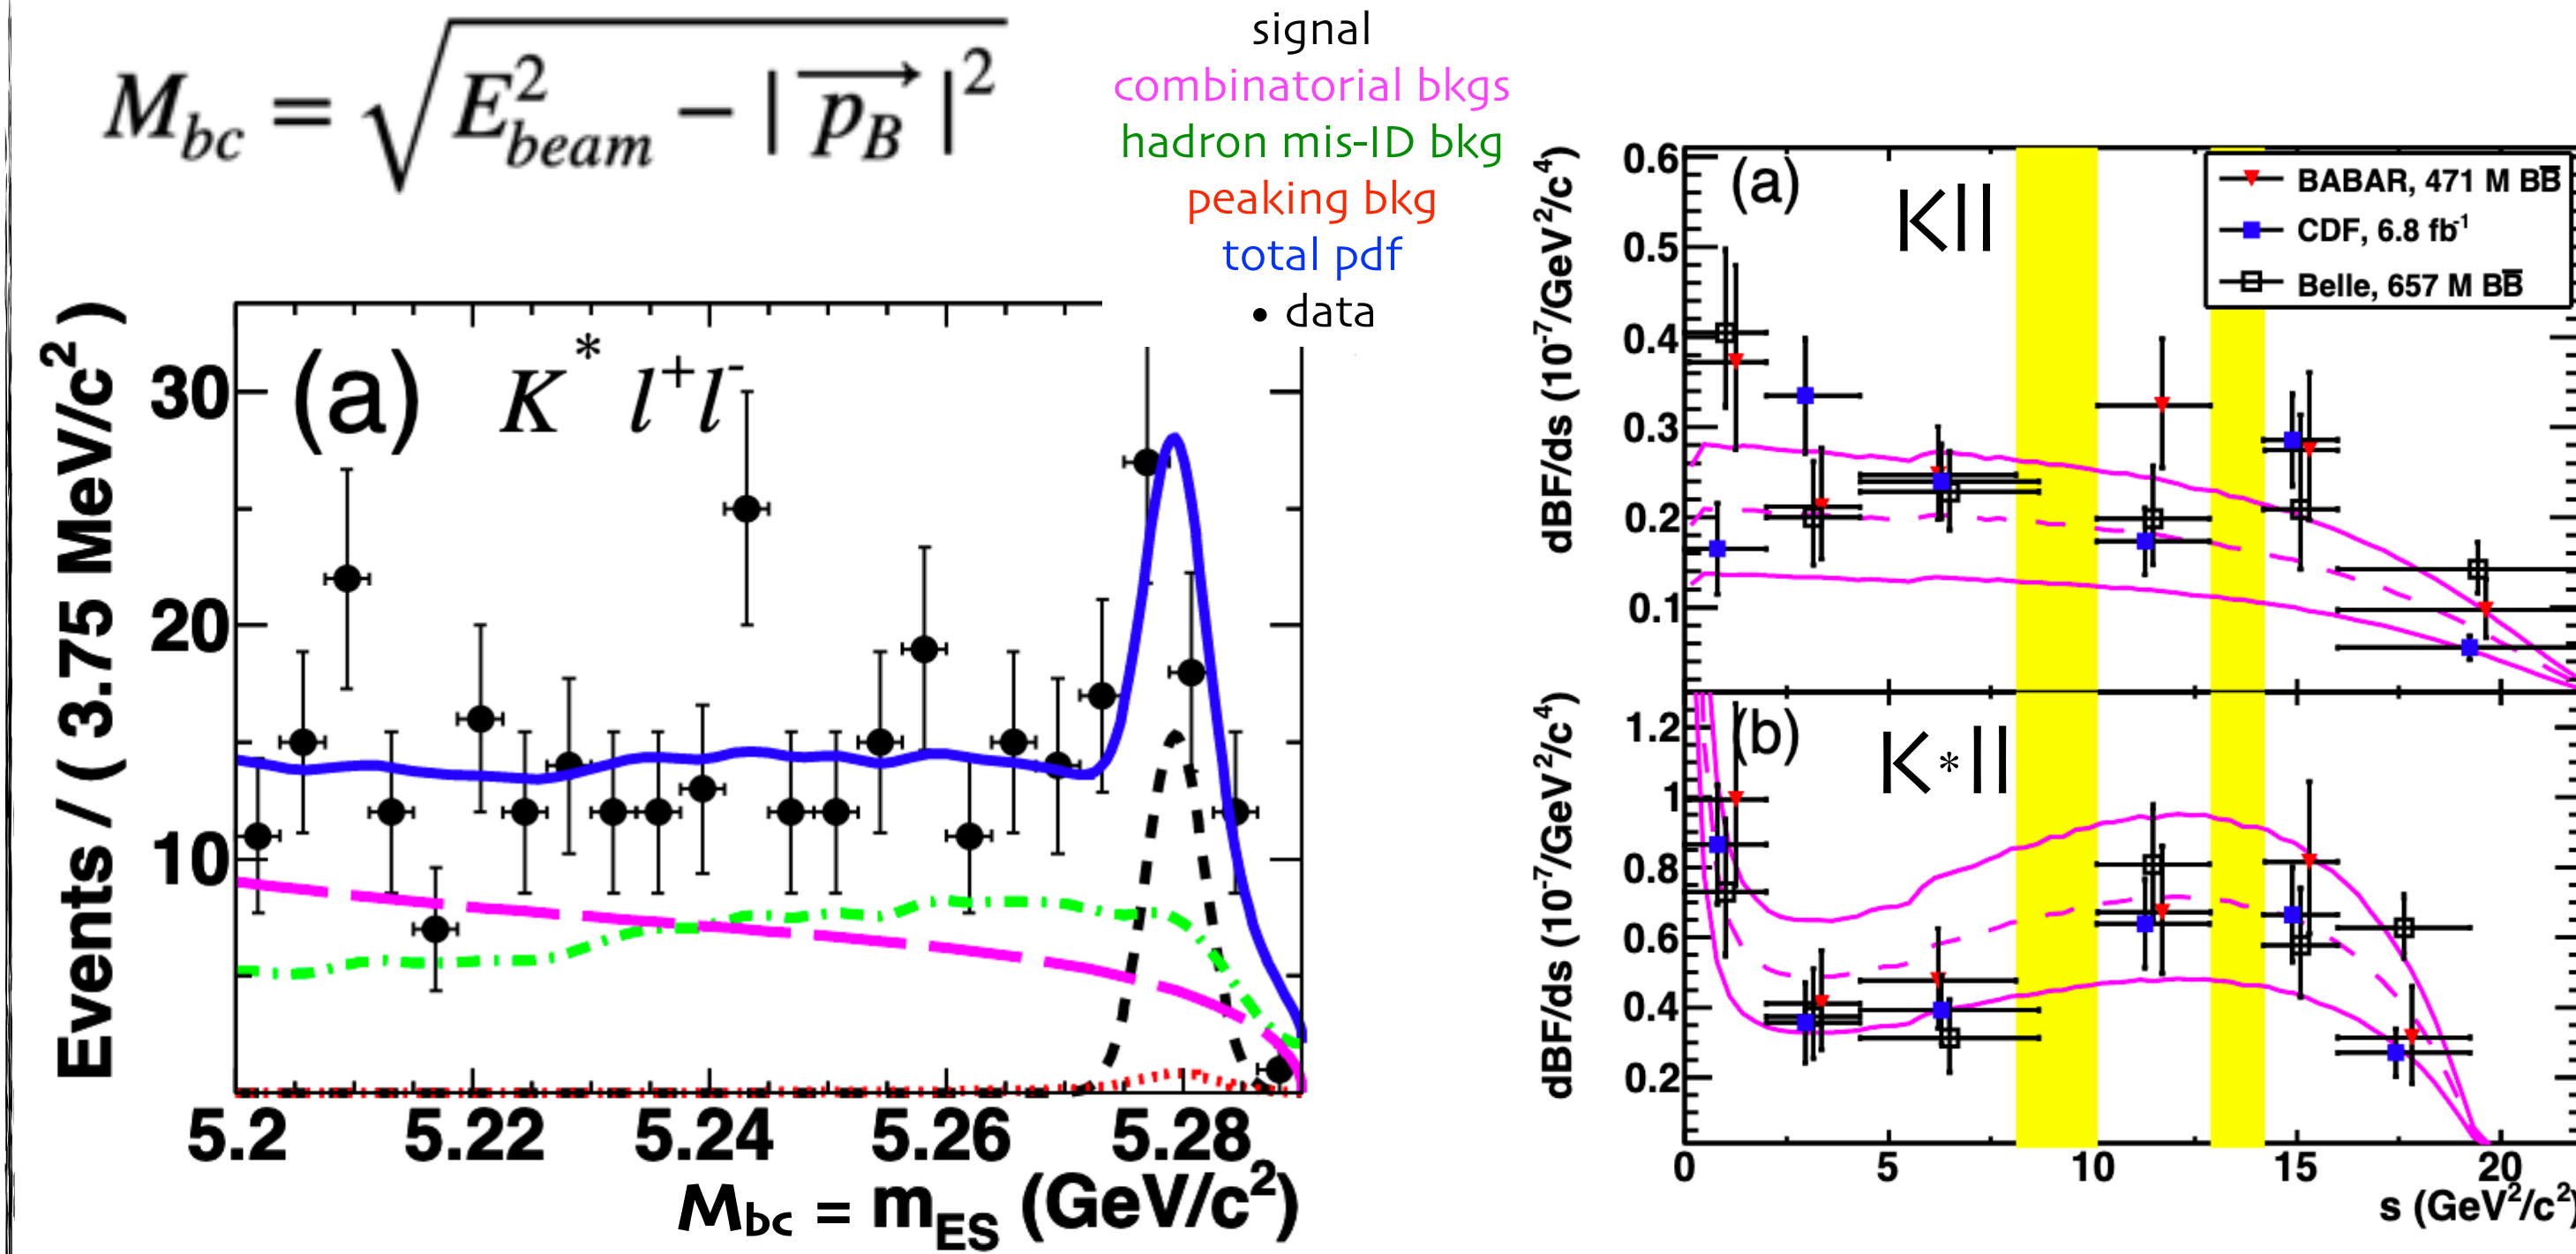 M_bc = √(E²_beam − |p_B→|²)
signal
combinatorial bkgs
hadron mis-ID bkg
peaking bkg
total pdf
• data
Events / ( 3.75 MeV/c² )
(a) K* l⁺l⁻
30
20
10
5.2 5.22 5.24 5.26 5.28
M_bc = m_ES (GeV/c²)
dBF/ds (10⁻⁷/GeV²/c⁴)
(a) Kll
BABAR, 471 M BB̅
CDF, 6.8 fb⁻¹
Belle, 657 M BB̅
0.6
0.5
0.4
0.3
0.2
0.1
dBF/ds (10⁻⁷/GeV²/c⁴)
(b) K*ll
1.2
1
0.8
0.6
0.4
0.2
0 5 10 15 20
s (GeV²/c²)